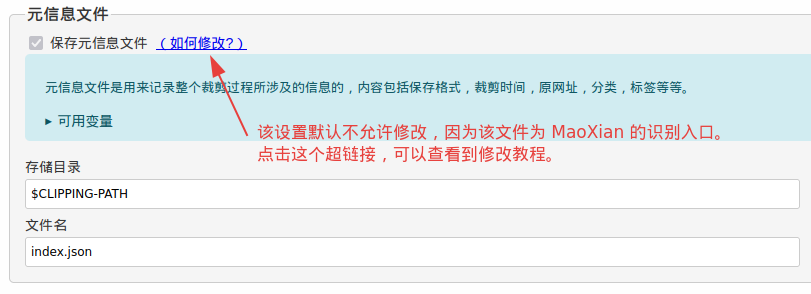 元信息文件
保存元信息文件 （如何修改?）
元信息文件是用来记录整个裁剪过程所涉及的信息的，内容包括保存格式，裁剪时间，原网址，分类，标签等等。
▸ 可用变量
该设置默认不允许修改，因为该文件为 MaoXian 的识别入口。
点击这个超链接，可以查看到修改教程。
存储目录
$CLIPPING-PATH
文件名
index.json